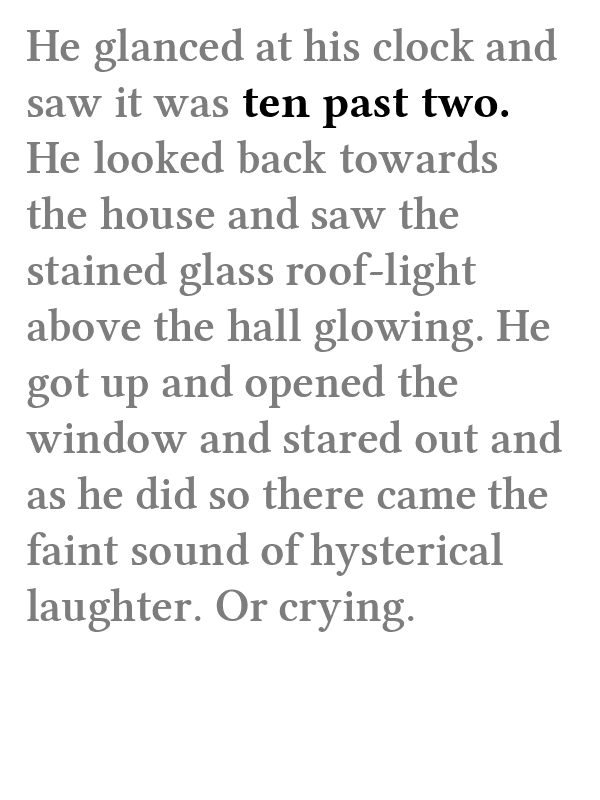 He glanced at his clock and
saw it was ten past two.
He looked back towards
the house and saw the
stained glass roof-light
above the hall glowing. He
got up and opened the
window and stared out and
as he did so there came the
faint sound of hysterical
laughter. Or crying.